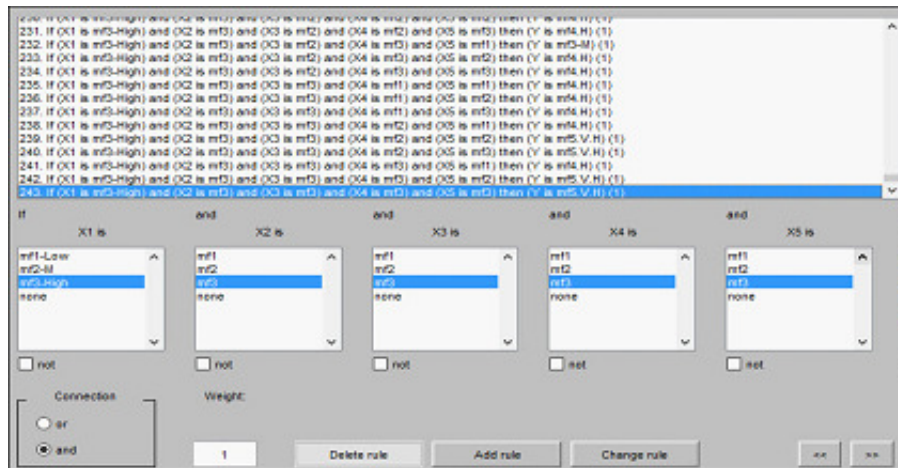 231. If (X1 is mf3-High) and (X2 is mf3) and (X3 is mf2) and (X4 is mf2) and (X5 is mf3) then (Y is mf4.H) (1)
232. If (X1 is mf3-High) and (X2 is mf3) and (X3 is mf2) and (X4 is mf3) and (X5 is mf1) then (Y is mf3-M) (1)
233. If (X1 is mf3-High) and (X2 is mf3) and (X3 is mf2) and (X4 is mf3) and (X5 is mf2) then (Y is mf4.H) (1)
234. If (X1 is mf3-High) and (X2 is mf3) and (X3 is mf2) and (X4 is mf3) and (X5 is mf3) then (Y is mf4.H) (1)
235. If (X1 is mf3-High) and (X2 is mf3) and (X3 is mf3) and (X4 is mf1) and (X5 is mf1) then (Y is mf4.H) (1)
236. If (X1 is mf3-High) and (X2 is mf3) and (X3 is mf3) and (X4 is mf1) and (X5 is mf2) then (Y is mf4.H) (1)
237. If (X1 is mf3-High) and (X2 is mf3) and (X3 is mf3) and (X4 is mf1) and (X5 is mf3) then (Y is mf4.H) (1)
238. If (X1 is mf3-High) and (X2 is mf3) and (X3 is mf3) and (X4 is mf2) and (X5 is mf1) then (Y is mf4.H) (1)
239. If (X1 is mf3-High) and (X2 is mf3) and (X3 is mf3) and (X4 is mf2) and (X5 is mf2) then (Y is mf5.V.H) (1)
240. If (X1 is mf3-High) and (X2 is mf3) and (X3 is mf3) and (X4 is mf2) and (X5 is mf3) then (Y is mf5.V.H) (1)
241. If (X1 is mf3-High) and (X2 is mf3) and (X3 is mf3) and (X4 is mf3) and (X5 is mf1) then (Y is mf4.H) (1)
242. If (X1 is mf3-High) and (X2 is mf3) and (X3 is mf3) and (X4 is mf3) and (X5 is mf2) then (Y is mf5.V.H) (1)
243. If (X1 is mf3-High) and (X2 is mf3) and (X3 is mf3) and (X4 is mf3) and (X5 is mf3) then (Y is mf5.V.H) (1)
If and and and and
X1 is X2 is X3 is X4 is X5 is
mf1-Low mf1 mf1 mf1 mf1
mf2-M mf2 mf2 mf2 mf2
mf3-High mf3 mf3 mf3 mf3
none none none none none
not not not not not
Connection Weight:
or
and 1 Delete rule Add rule Change rule << >>